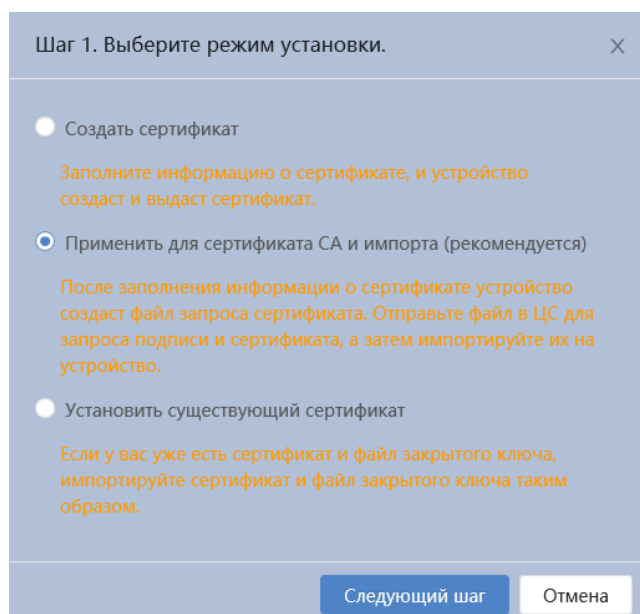 Шаг 1. Выберите режим установки.
Создать сертификат
Заполните информацию о сертификате, и устройство
создаст и выдаст сертификат.
Применить для сертификата CA и импорта (рекомендуется)
После заполнения информации о сертификате устройство
создаст файл запроса сертификата. Отправьте файл в ЦС для
запроса подписи и сертификата, а затем импортируйте их на
устройство.
Установить существующий сертификат
Если у вас уже есть сертификат и файл закрытого ключа,
импортируйте сертификат и файл закрытого ключа таким
образом.
Следующий шаг
Отмена